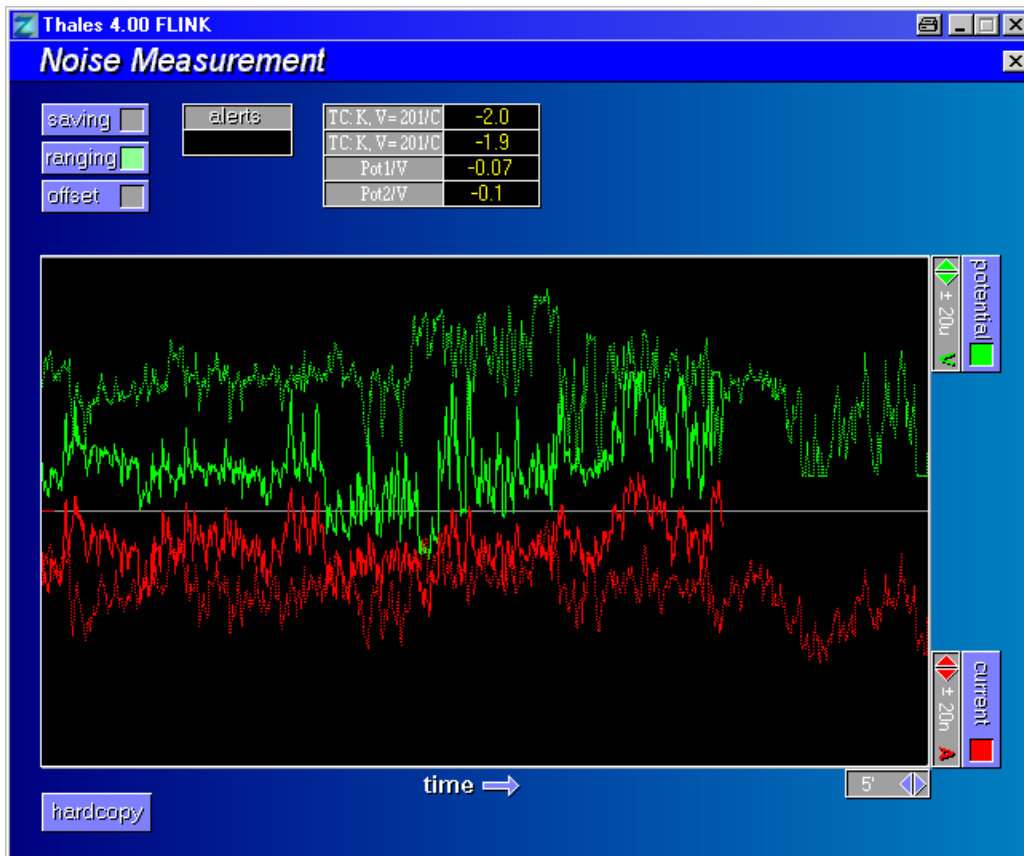 Thales 4.00 FLINK
Noise Measurement
saving
ranging
offset
alerts
TC: K, V= 201/C -2.0
TC: K, V= 201/C -1.9
Pot1/V -0.07
Pot2/V -0.1
potential
± 20u V
current
± 20n A
time
5'
hardcopy